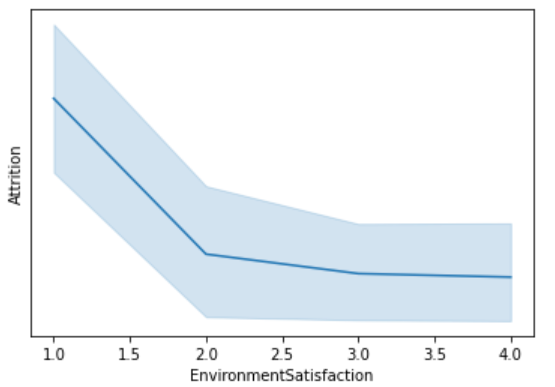 Attrition
1.0 1.5 2.0 2.5 3.0 3.5 4.0
EnvironmentSatisfaction